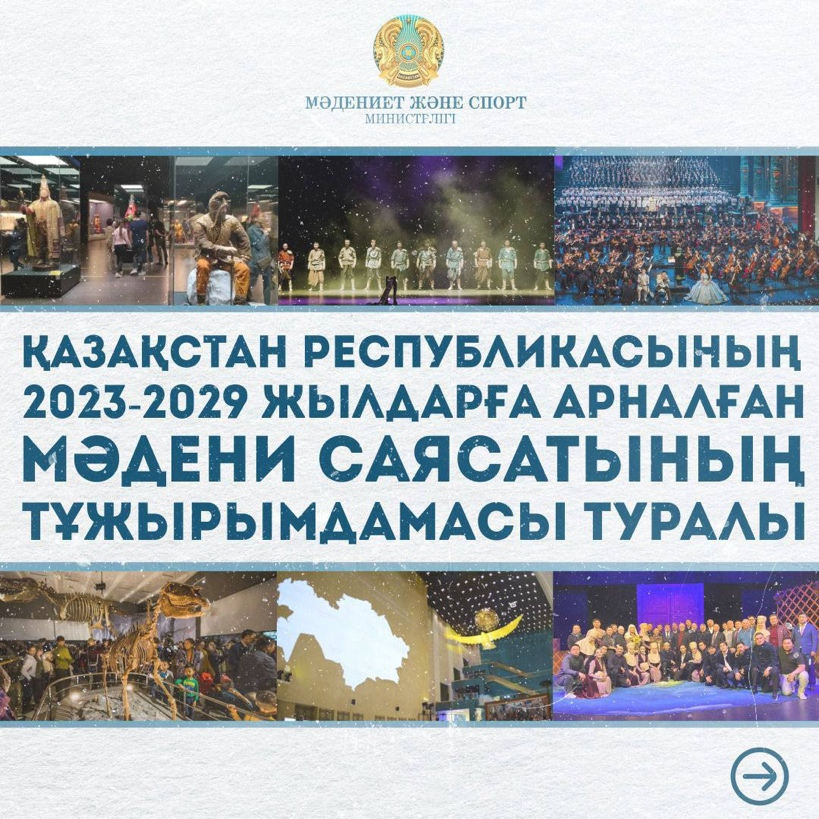 МӘДЕНИЕТ ЖӘНЕ СПОРТ
МИНИСТРЛІГІ
ҚАЗАҚСТАН РЕСПУБЛИКАСЫНЫҢ
2023-2029 ЖЫЛДАРҒА АРНАЛҒАН
МӘДЕНИ САЯСАТЫНЫҢ
ТҰЖЫРЫМДАМАСЫ ТУРАЛЫ